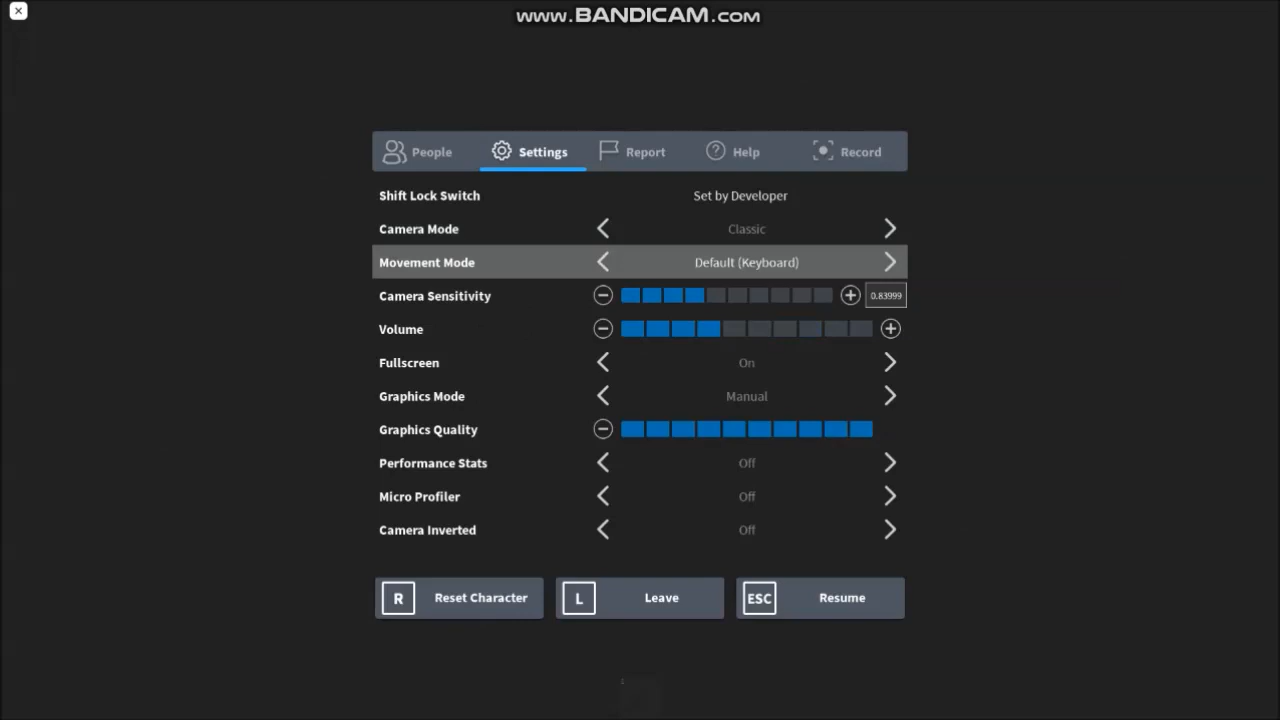 www.BANDICAM.com
People Settings Report Help Record
Shift Lock Switch Set by Developer
Camera Mode Classic
Movement Mode Default (Keyboard)
Camera Sensitivity 0.83999
Volume
Fullscreen On
Graphics Mode Manual
Graphics Quality
Performance Stats Off
Micro Profiler Off
Camera Inverted Off
R Reset Character L Leave ESC Resume